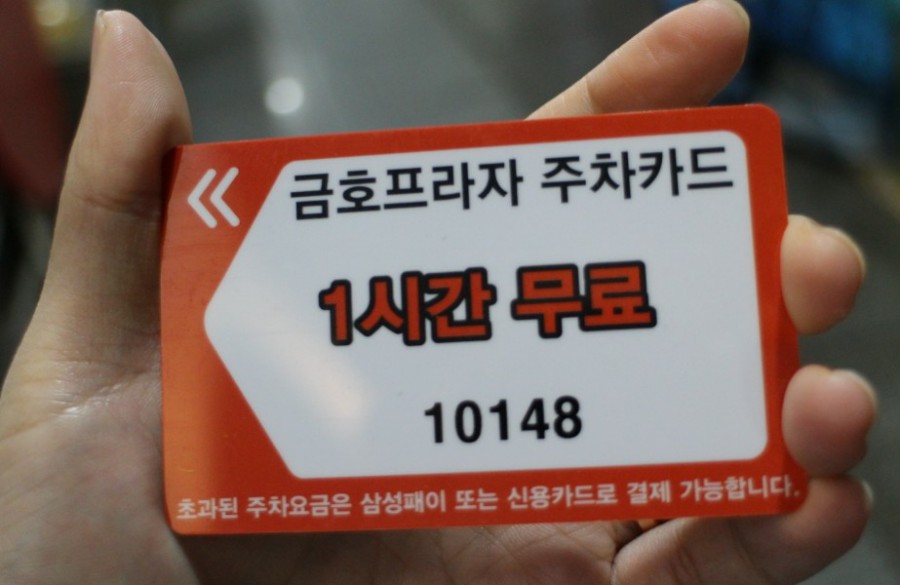 금호프라자 주차카드
1시간 무료
10148
초과된 주차요금은 삼성패이 또는 신용카드로 결제 가능합니다.